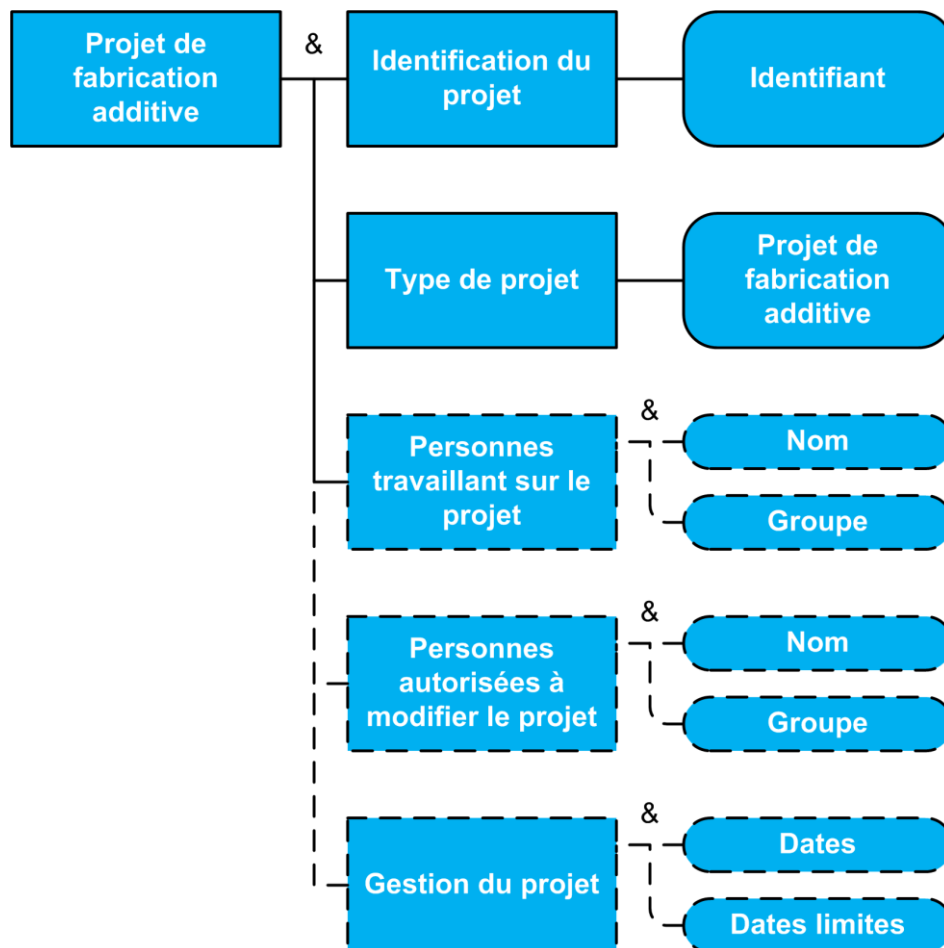 Projet de
fabrication
additive
&
Identification du
projet
Identifiant
Type de projet
Projet de
fabrication
additive
Personnes
travaillant sur le
projet
&
Nom
Groupe
Personnes
autorisées à
modifier le projet
&
Nom
Groupe
Gestion du projet
&
Dates
Dates limites